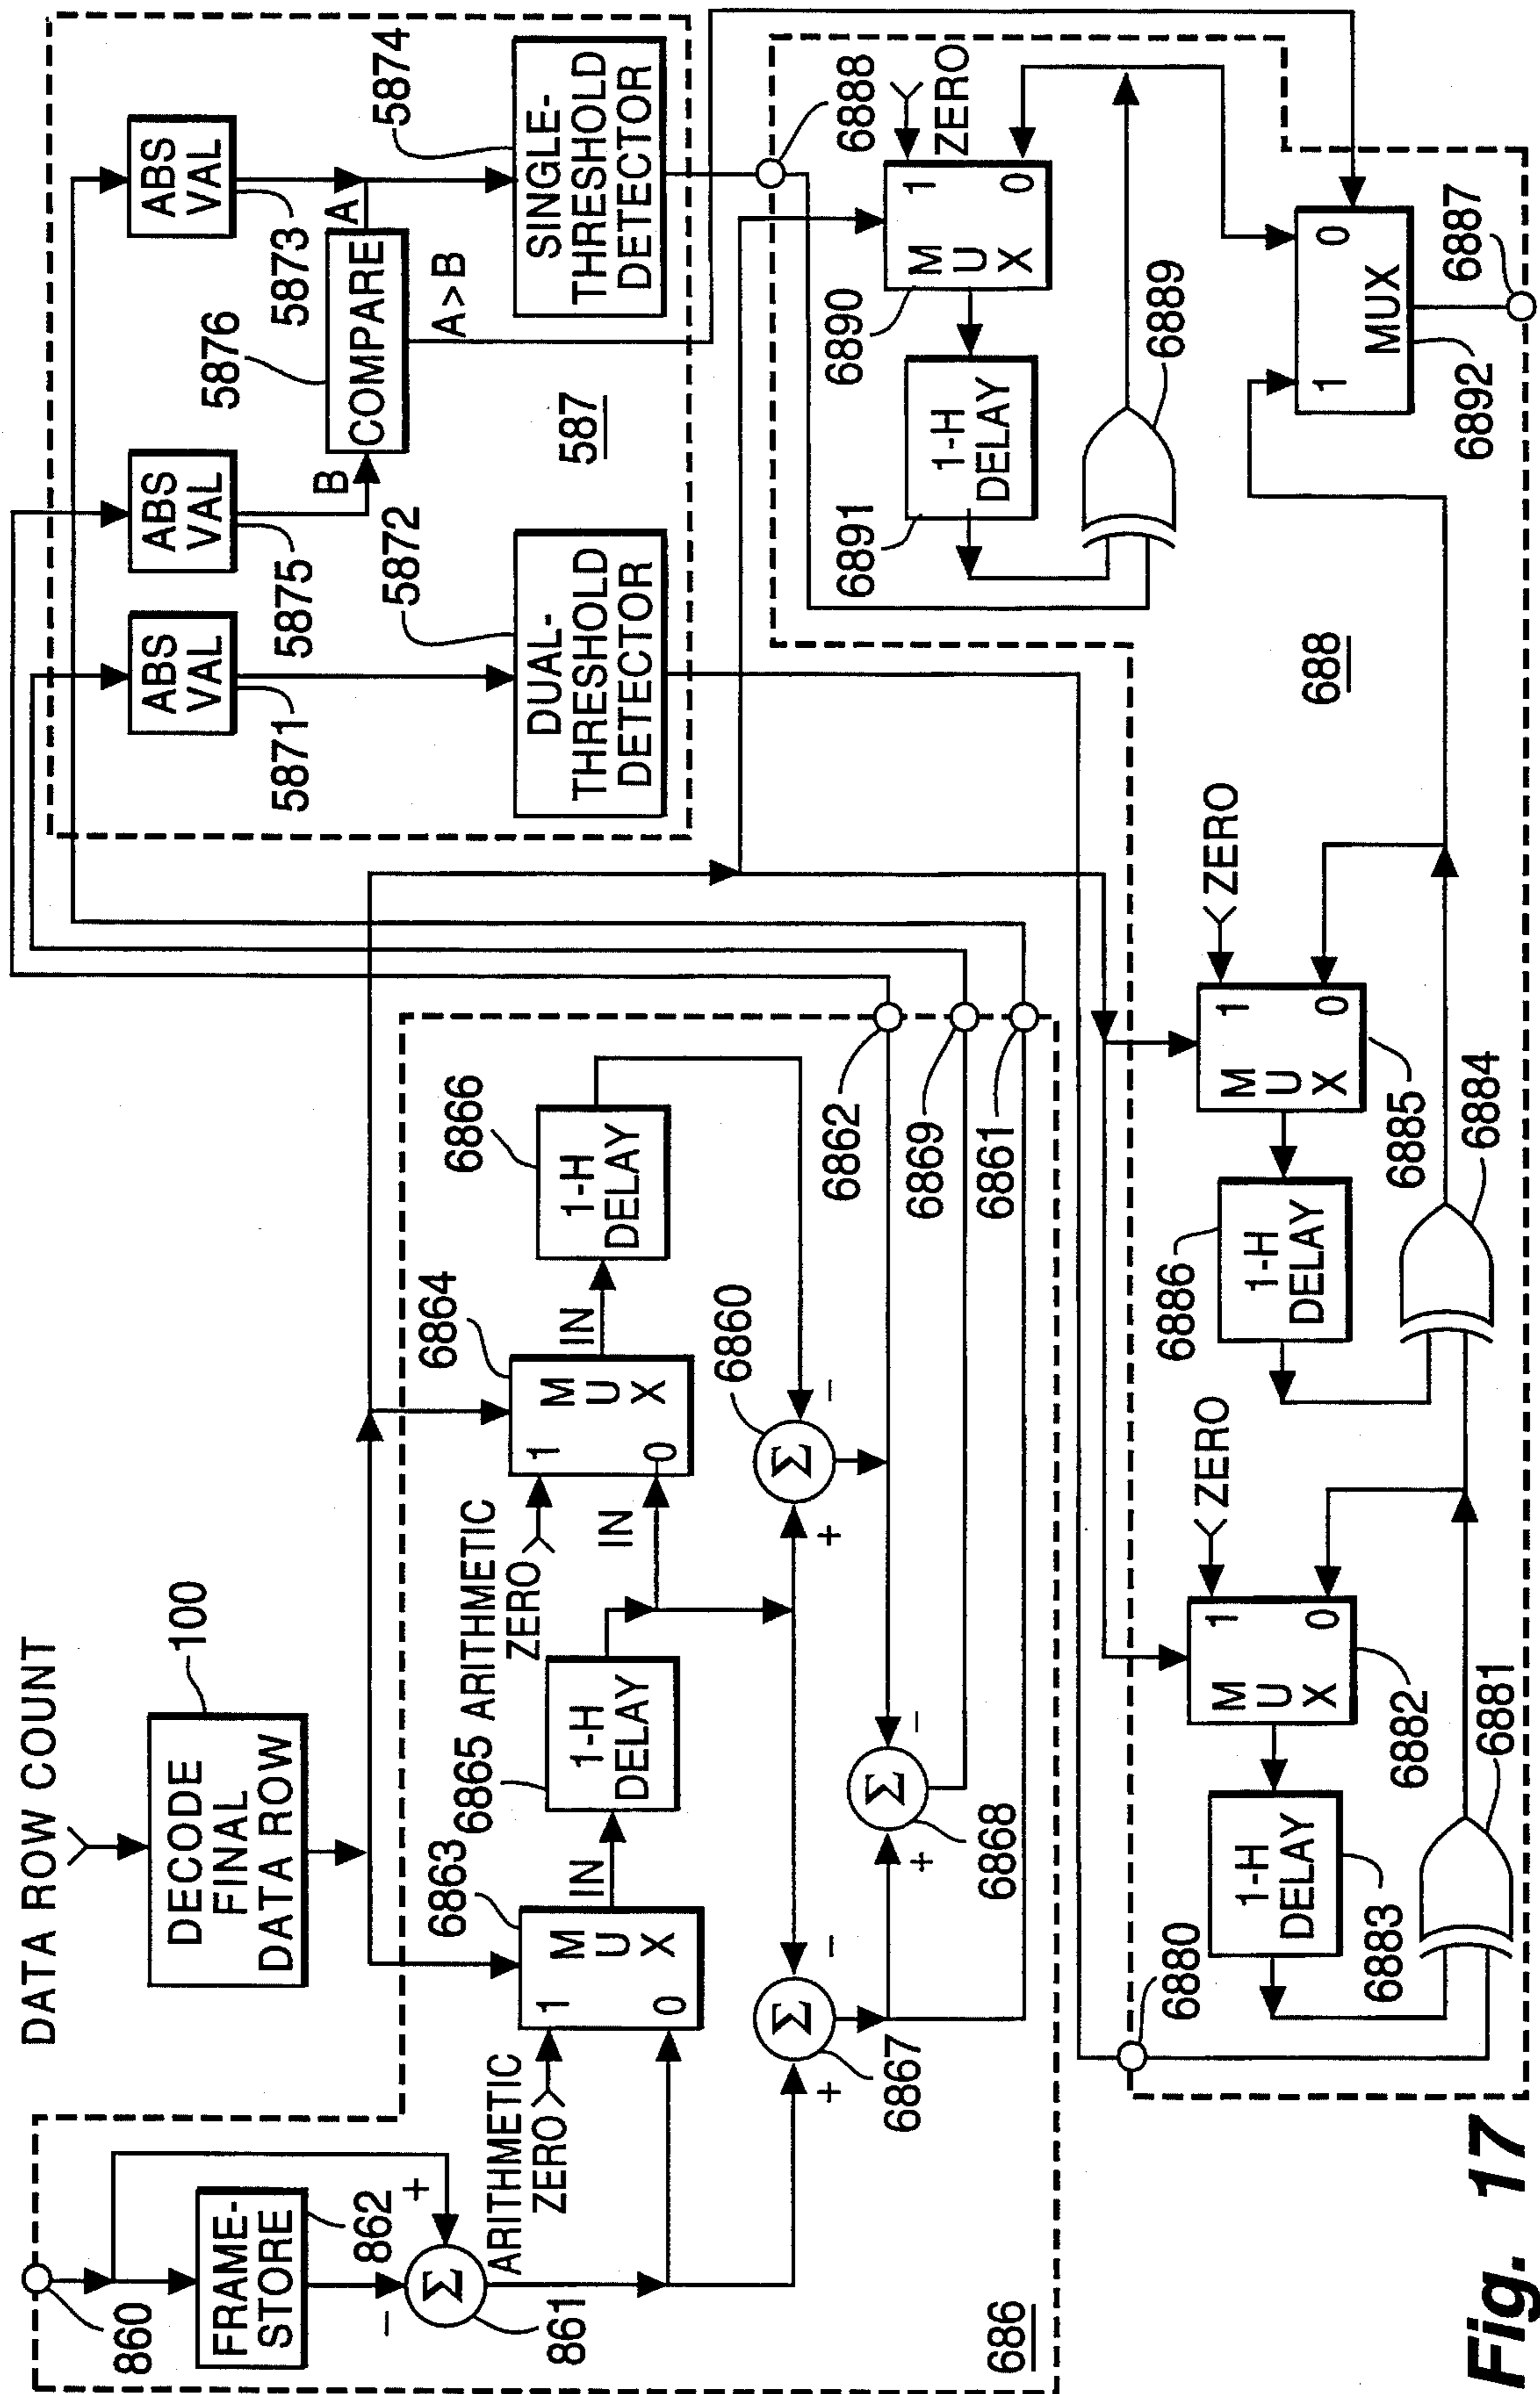 DATA ROW COUNT
DECODE
FINAL
DATA ROW
100
860
FRAME-
STORE
862
+
−
Σ
861
ARITHMETIC
ZERO
6863
1
M
U
X
0
IN
6865
1-H
DELAY
ARITMETIC
ZERO
IN
6864
1
M
U
X
0
IN
6866
1-H
DELAY
6860
Σ
+
−
6867
Σ
+
−
6868
Σ
+
−
6862
6869
6861
686
ABS
VAL
5871
ABS
VAL
5875
ABS
VAL
5873
5876
COMPARE
B
A
A>B
5872
DUAL-
THRESHOLD
DETECTOR
5874
SINGLE-
THRESHOLD
DETECTOR
587
6888
ZERO
6890
M
U
X
1
0
6891
1-H
DELAY
6889
688
6880
6883
1-H
DELAY
6882
M
U
X
1
0
ZERO
6881
6886
1-H
DELAY
6885
M
U
X
1
0
ZERO
6884
1
0
MUX
6892
6887
Fig. 17